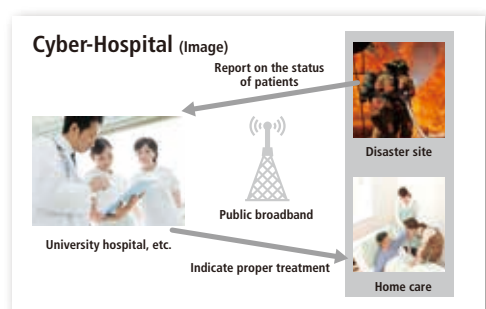 Cyber-Hospital (Image)
Report on the status
of patients
Disaster site
Public broadband
University hospital, etc.
Indicate proper treatment
Home care